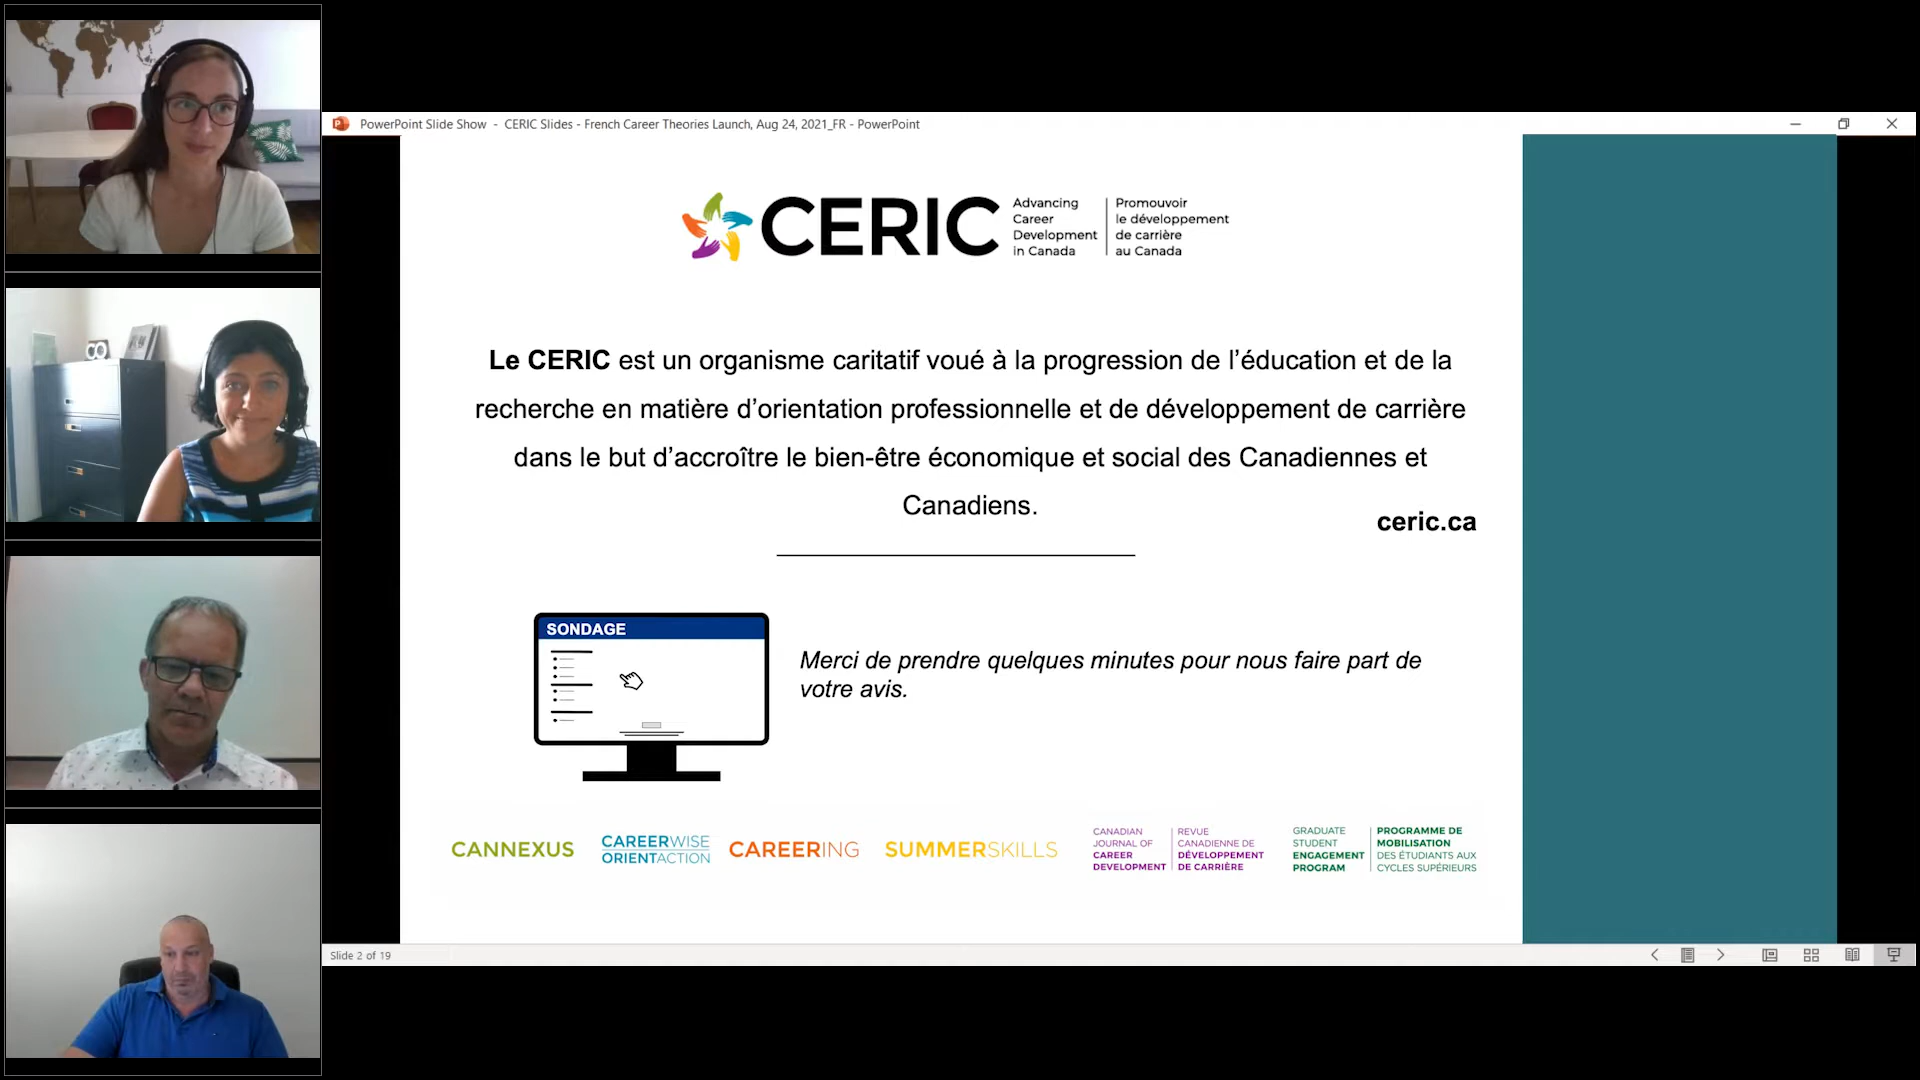 PowerPoint Slide Show - CERIC Slides - French Career Theories Launch, Aug 24, 2021_FR - PowerPoint
CERIC
Advancing
Career
Development
in Canada
Promouvoir
le développement
de carrière
au Canada
Le CERIC est un organisme caritatif voué à la progression de l’éducation et de la
recherche en matière d’orientation professionnelle et de développement de carrière
dans le but d’accroître le bien-être économique et social des Canadiennes et
Canadiens.
ceric.ca
SONDAGE
Merci de prendre quelques minutes pour nous faire part de
votre avis.
CANNEXUS
CAREERWISE
ORIENTACTION
CAREERING
SUMMERSKILLS
CANADIAN
JOURNAL OF
CAREER
DEVELOPMENT
REVUE
CANADIENNE DE
DÉVELOPPEMENT
DE CARRIÈRE
GRADUATE
STUDENT
ENGAGEMENT
PROGRAM
PROGRAMME DE
MOBILISATION
DES ÉTUDIANTS AUX
CYCLES SUPÉRIEURS
Slide 2 of 19